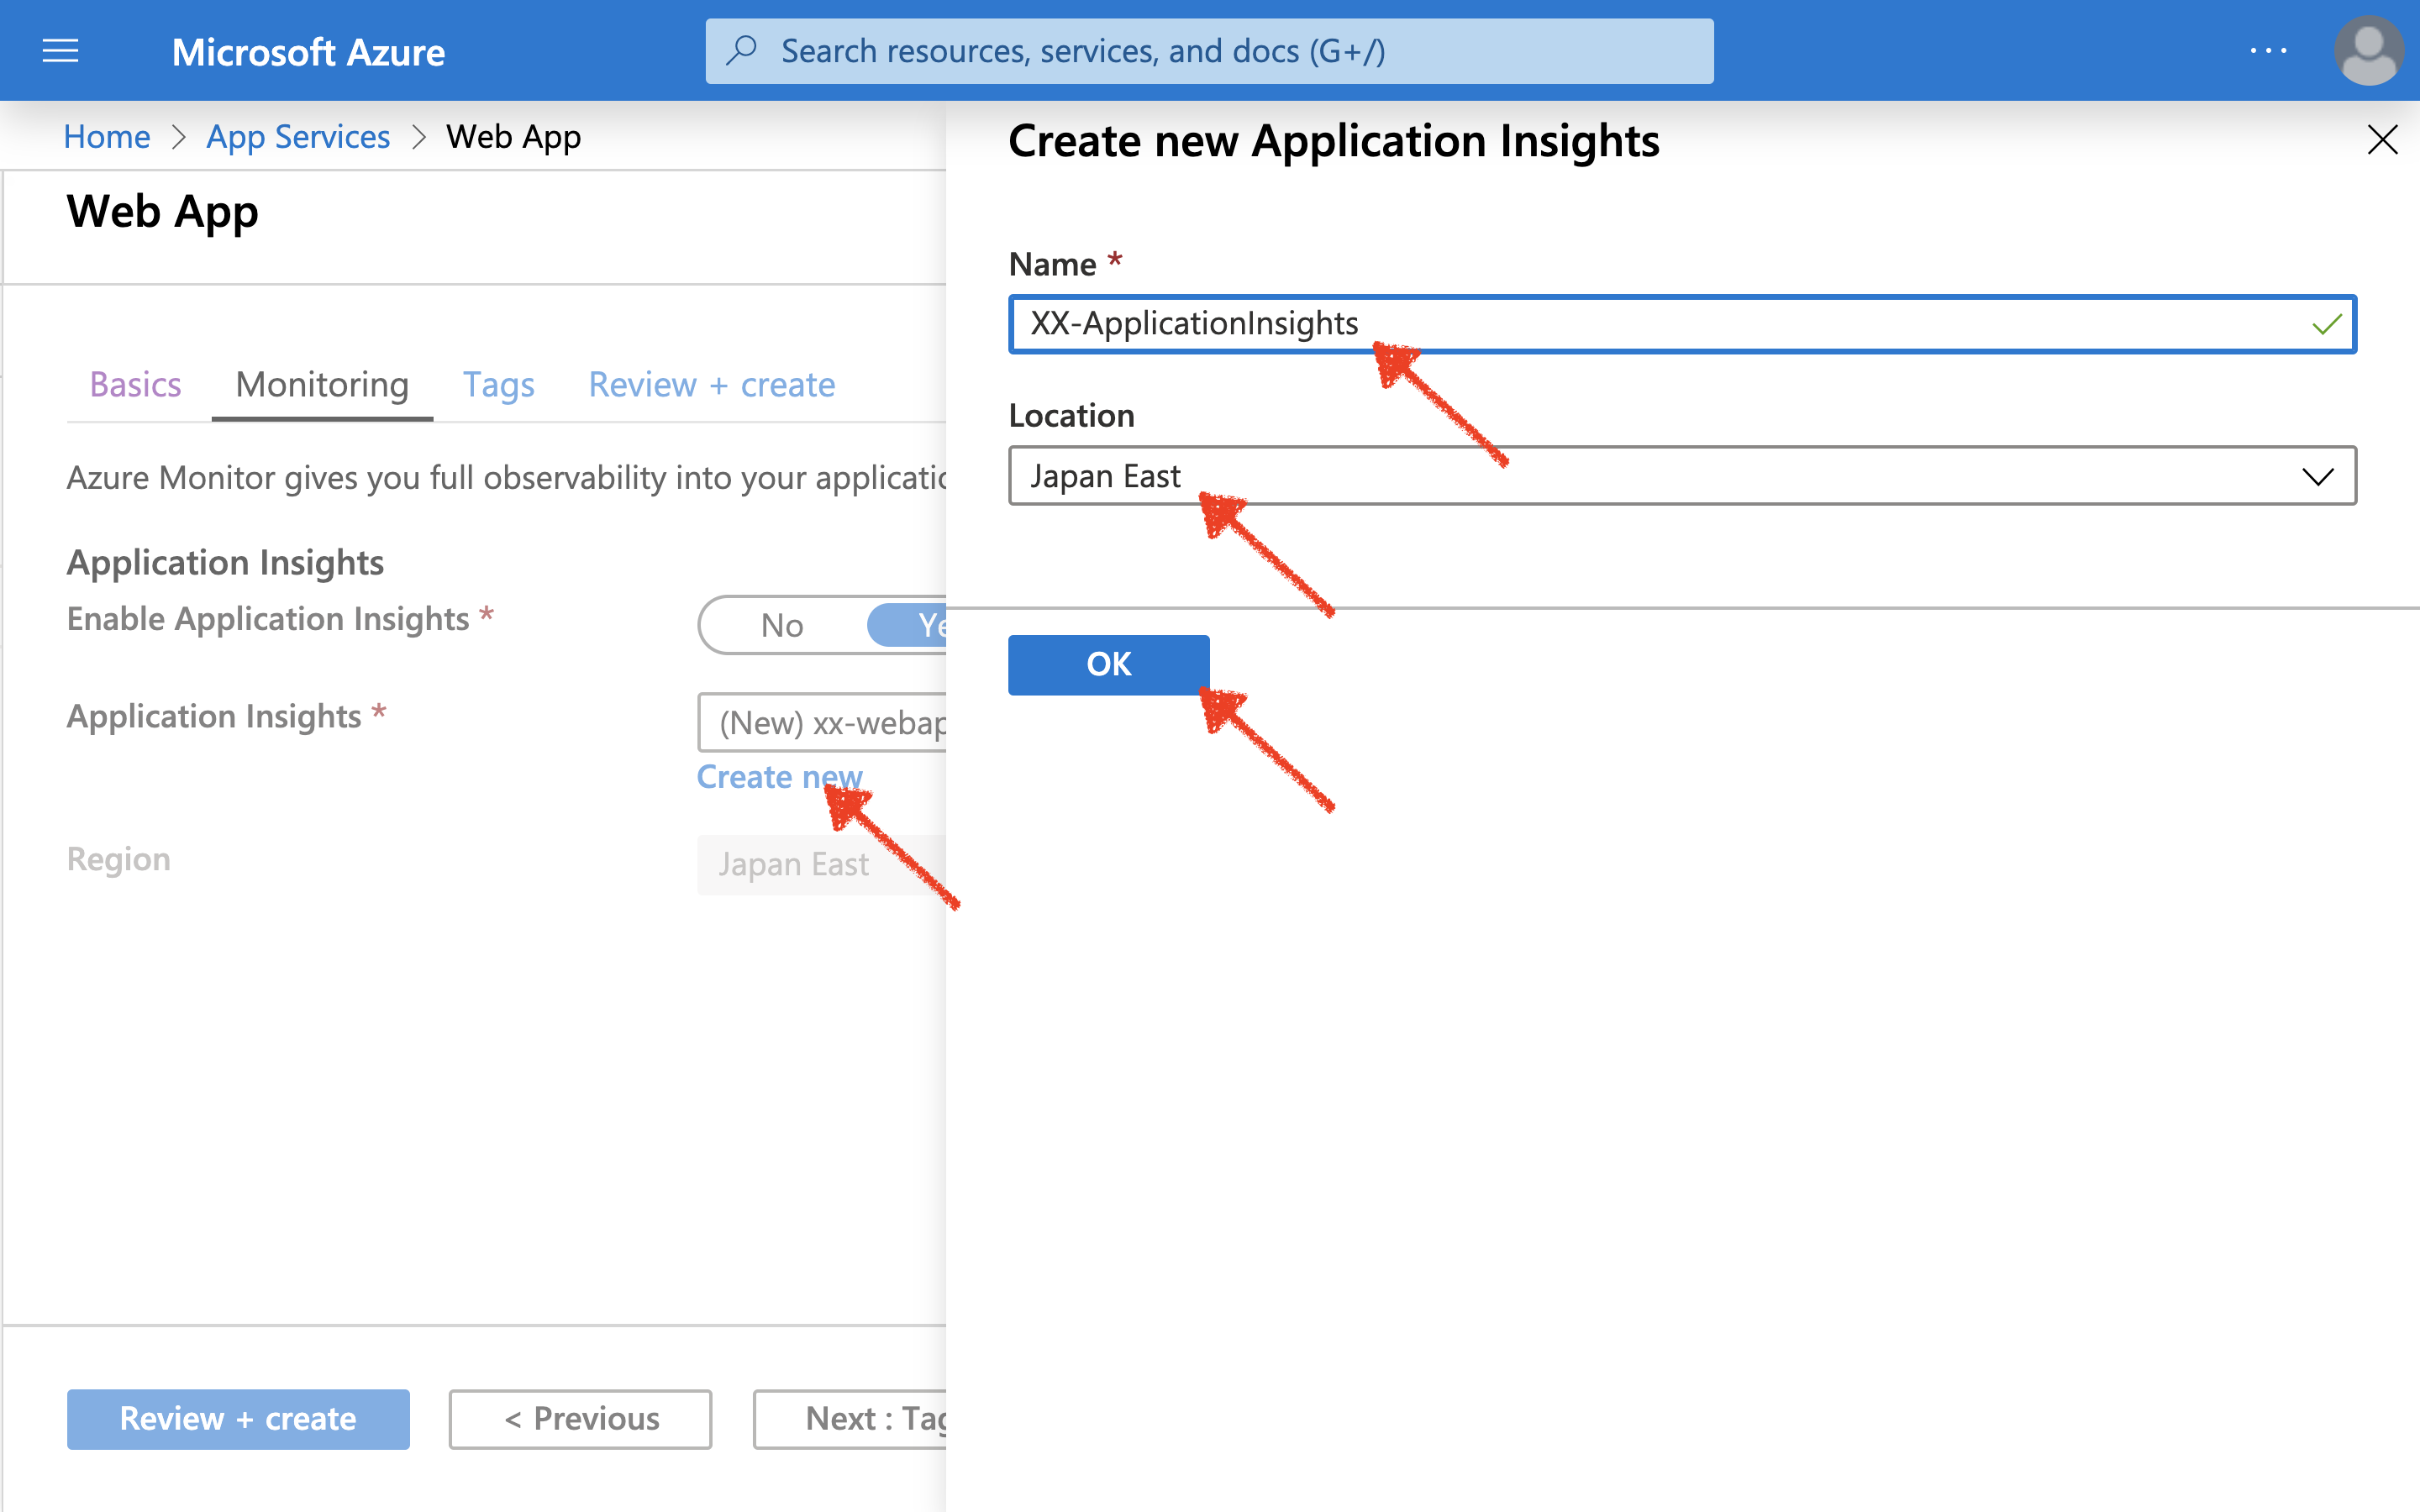 Microsoft Azure
Search resources, services, and docs (G+/)
Home > App Services > Web App
Web App
Basics Monitoring Tags Review + create
Azure Monitor gives you full observability into your applicatio
Application Insights
Enable Application Insights *
No Ye
Application Insights *
(New) xx-webap
Create new
Region
Japan East
Review + create
< Previous
Next : Tag
Create new Application Insights
Name *
XX-ApplicationInsights
Location
Japan East
OK